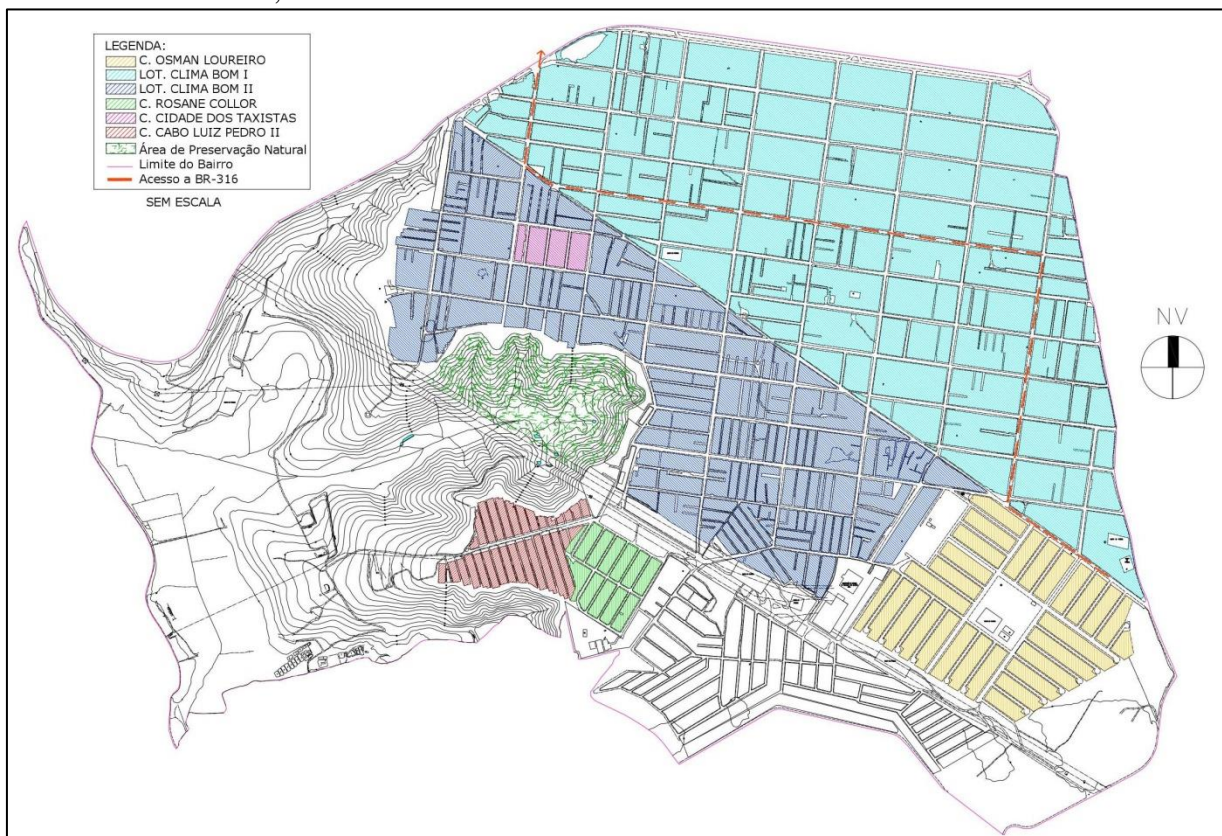 LEGENDA:
C. OSMAN LOUREIRO
LOT. CLIMA BOM I
LOT. CLIMA BOM II
C. ROSANE COLLOR
C. CIDADE DOS TAXISTAS
C. CABO LUIZ PEDRO II
Área de Preservação Natural
Limite do Bairro
Acesso a BR-316
SEM ESCALA
NV